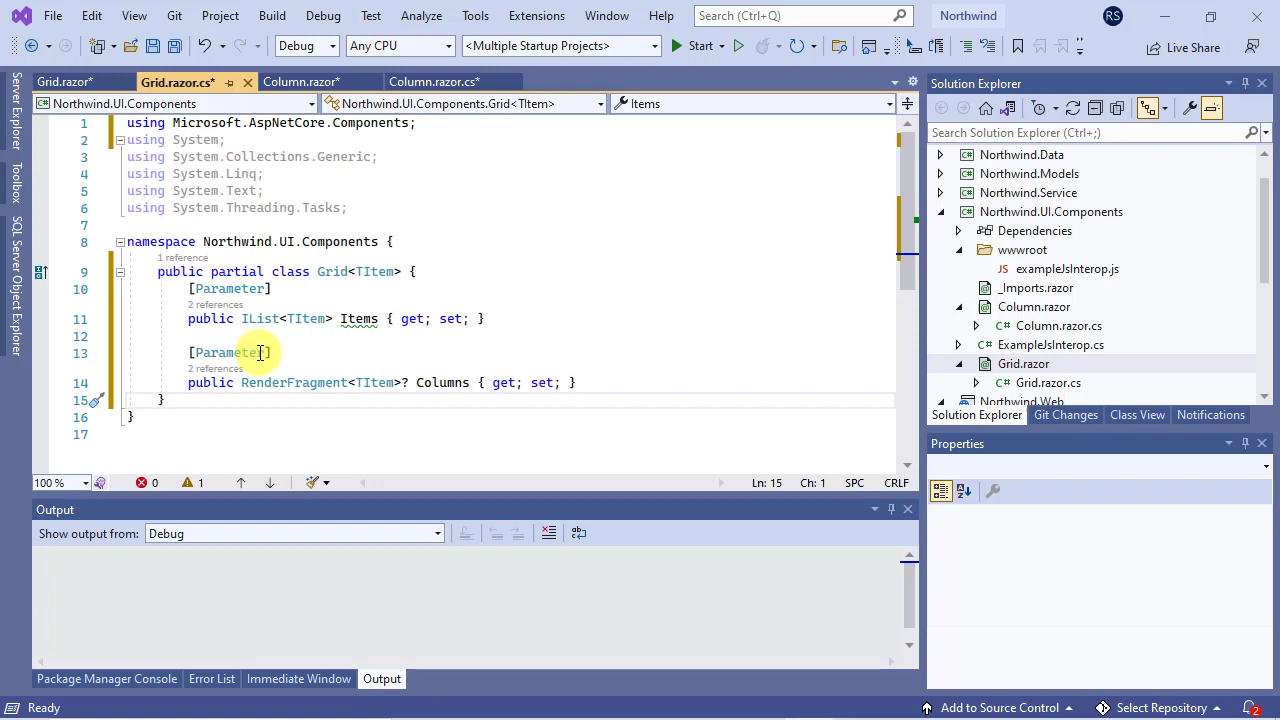 File Edit View Git Project Build Debug Test Analyze Tools Extensions Window Help Search (Ctrl+Q) Northwind RS
Debug Any CPU <Multiple Startup Projects> Start Live Share
Server Explorer
Toolbox
SQL Server Object Explorer
Grid.razor* Grid.razor.cs* Column.razor* Column.razor.cs*
Northwind.UI.Components Northwind.UI.Components.Grid<TItem> Items
1 using Microsoft.AspNetCore.Components;
2 using System;
3 using System.Collections.Generic;
4 using System.Linq;
5 using System.Text;
6 using System.Threading.Tasks;
7
8 namespace Northwind.UI.Components {
1 reference
9 public partial class Grid<TItem> {
10 [Parameter]
2 references
11 public IList<TItem> Items { get; set; }
12
13 [Parameter]
2 references
14 public RenderFragment<TItem>? Columns { get; set; }
15 }
16 }
17
100 % 0 1 Ln: 15 Ch: 1 SPC CRLF
Output
Show output from: Debug
Package Manager Console Error List Immediate Window Output
Solution Explorer
Search Solution Explorer (Ctrl+;)
Northwind.Data
Northwind.Models
Northwind.Service
Northwind.UI.Components
Dependencies
wwwroot
exampleJsInterop.js
_Imports.razor
Column.razor
Column.razor.cs
ExampleJsInterop.cs
Grid.razor
Grid.razor.cs
Northwind.Web
Solution Explorer Git Changes Class View Notifications
Properties
Ready Add to Source Control Select Repository 2